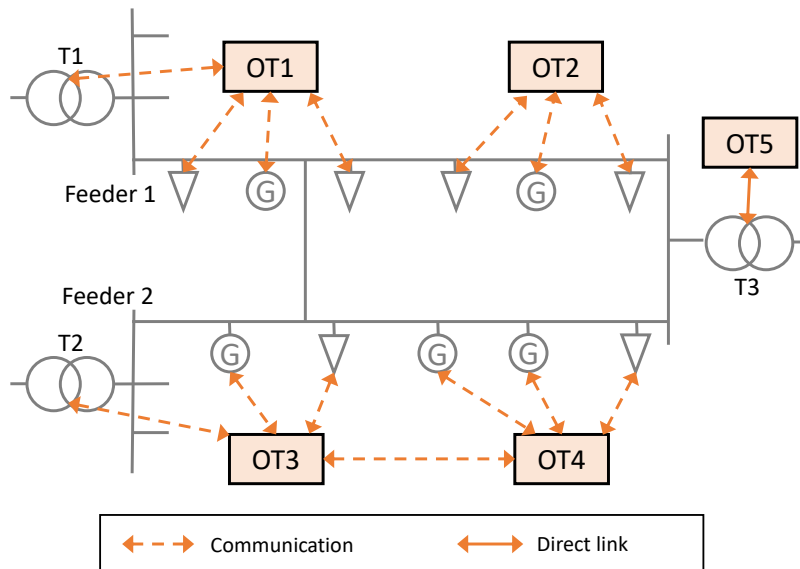 T1
OT1
OT2
OT5
Feeder 1
G
G
T3
Feeder 2
T2
G
G
G
OT3
OT4
Communication
Direct link